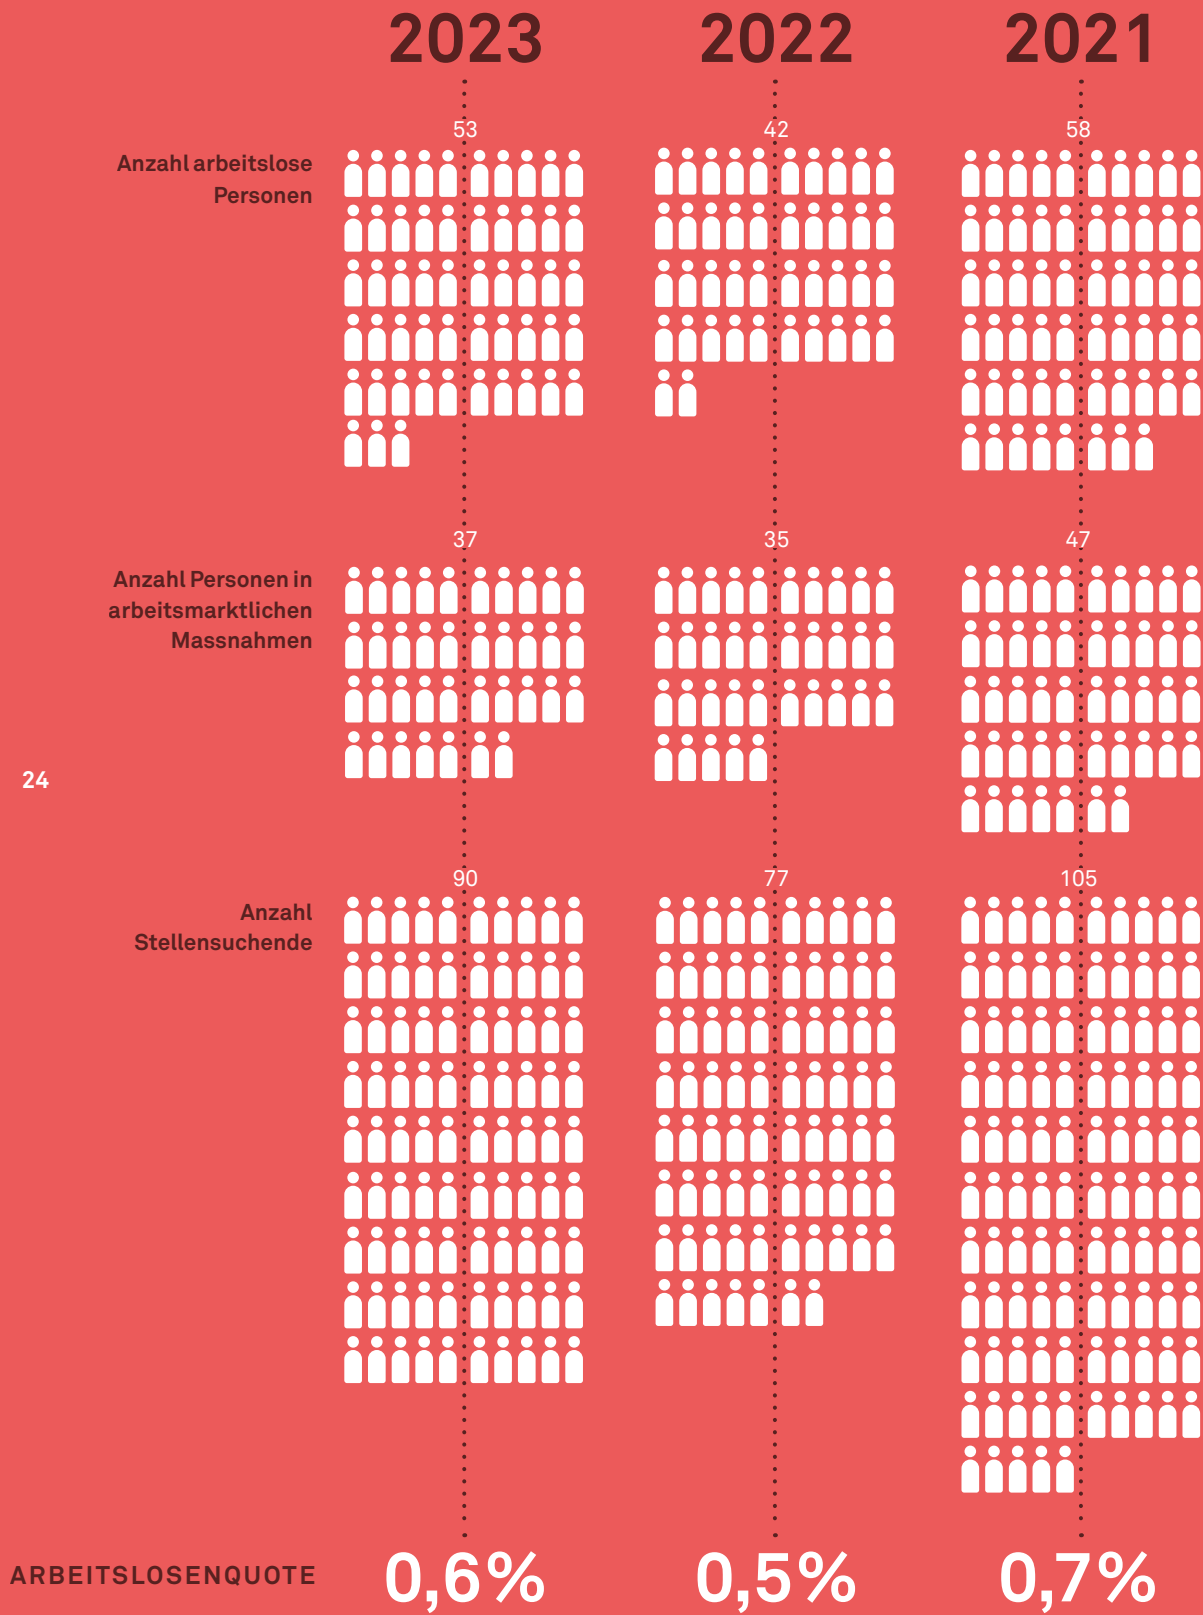 2023 2022 2021
53 42 58
Anzahl arbeitslose
Personen
37 35 47
Anzahl Personen in
arbeitsmarktlichen
Massnahmen
24
90 77 105
Anzahl
Stellensuchende
ARBEITSLOSENQUOTE 0,6% 0,5% 0,7%